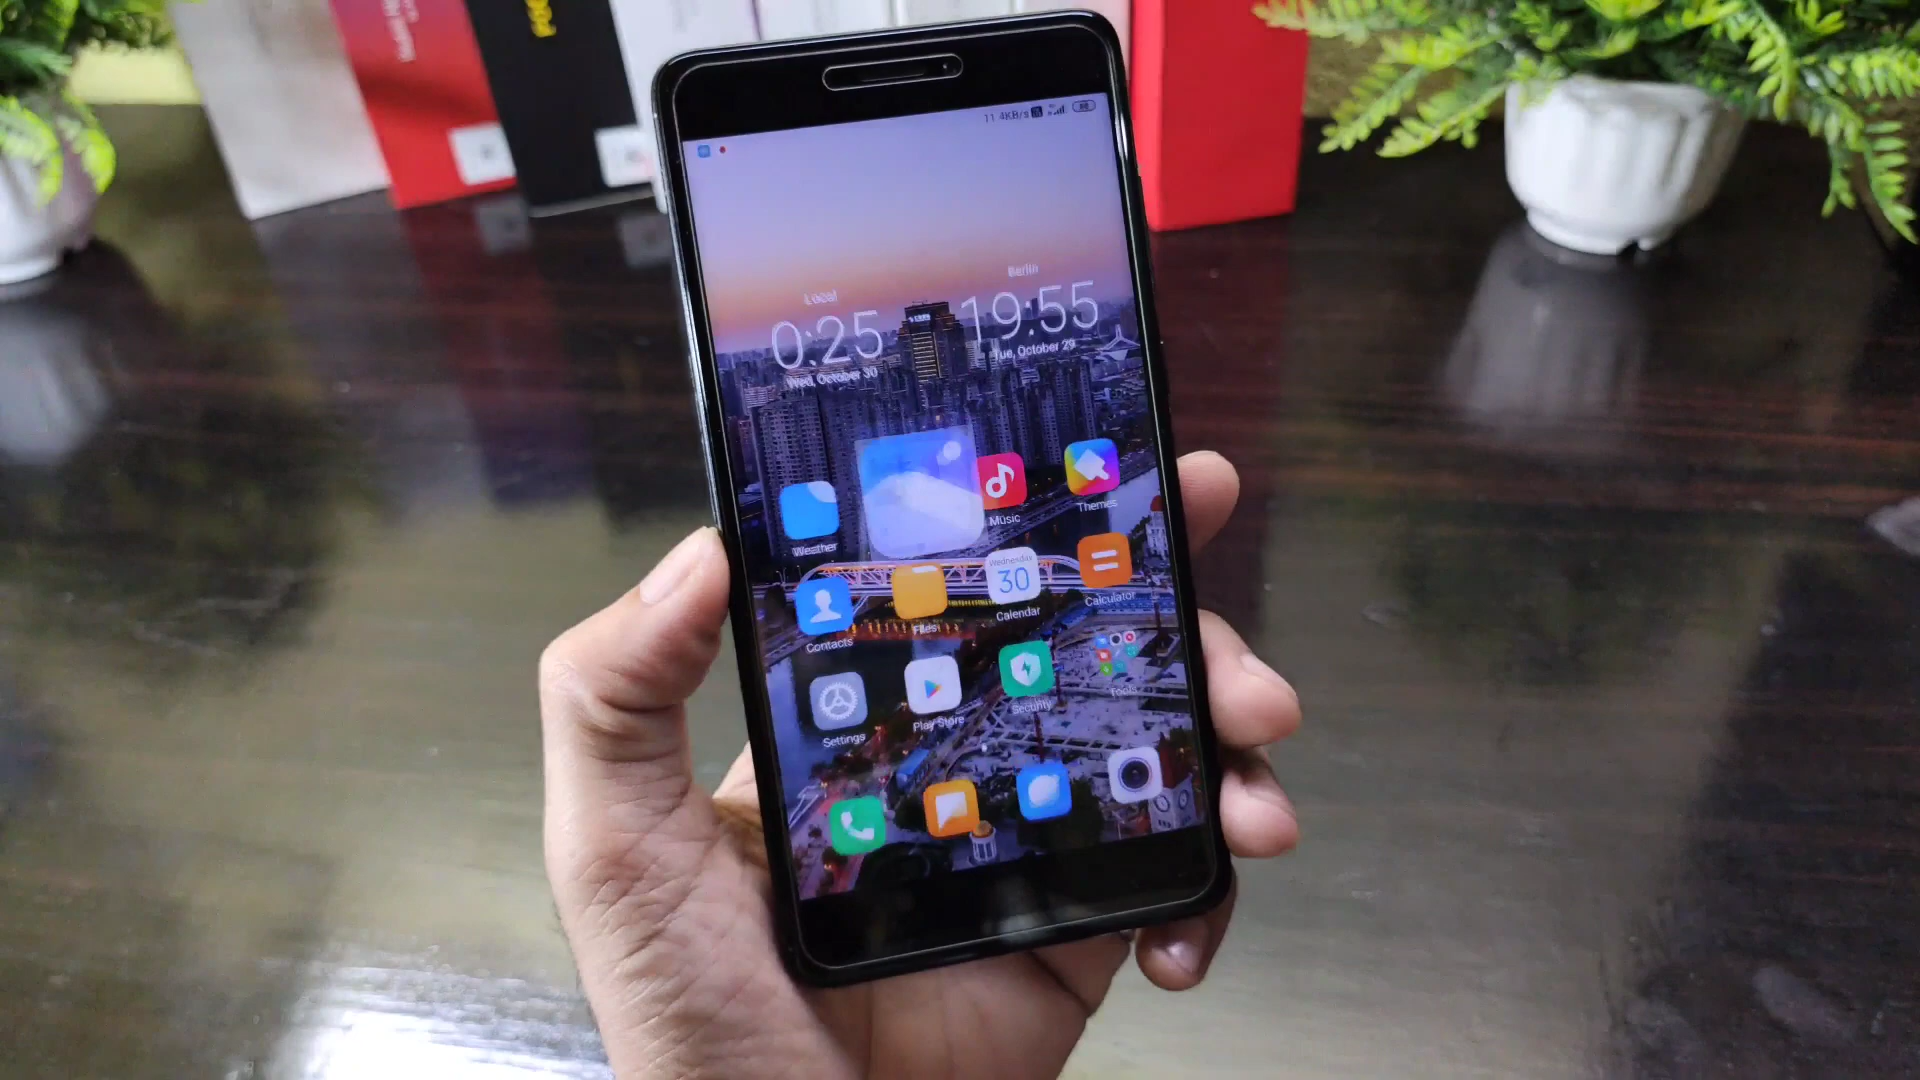 11.4KB/s
Local
0:25
Wed, October 30
Berlin
19:55
Tue, October 29
Weather
Music
Themes
Contacts
Files
Wednesday
30
Calendar
Calculator
Settings
Play Store
Security
Tools